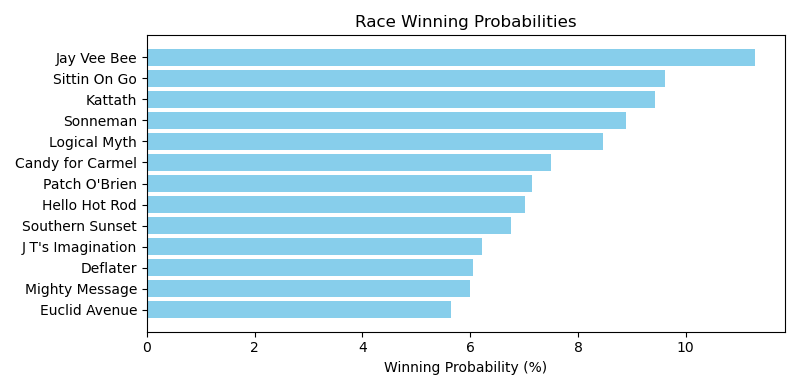 Race Winning Probabilities
Jay Vee Bee
Sittin On Go
Kattath
Sonneman
Logical Myth
Candy for Carmel
Patch O'Brien
Hello Hot Rod
Southern Sunset
J T's Imagination
Deflater
Mighty Message
Euclid Avenue
0 2 4 6 8 10
Winning Probability (%)